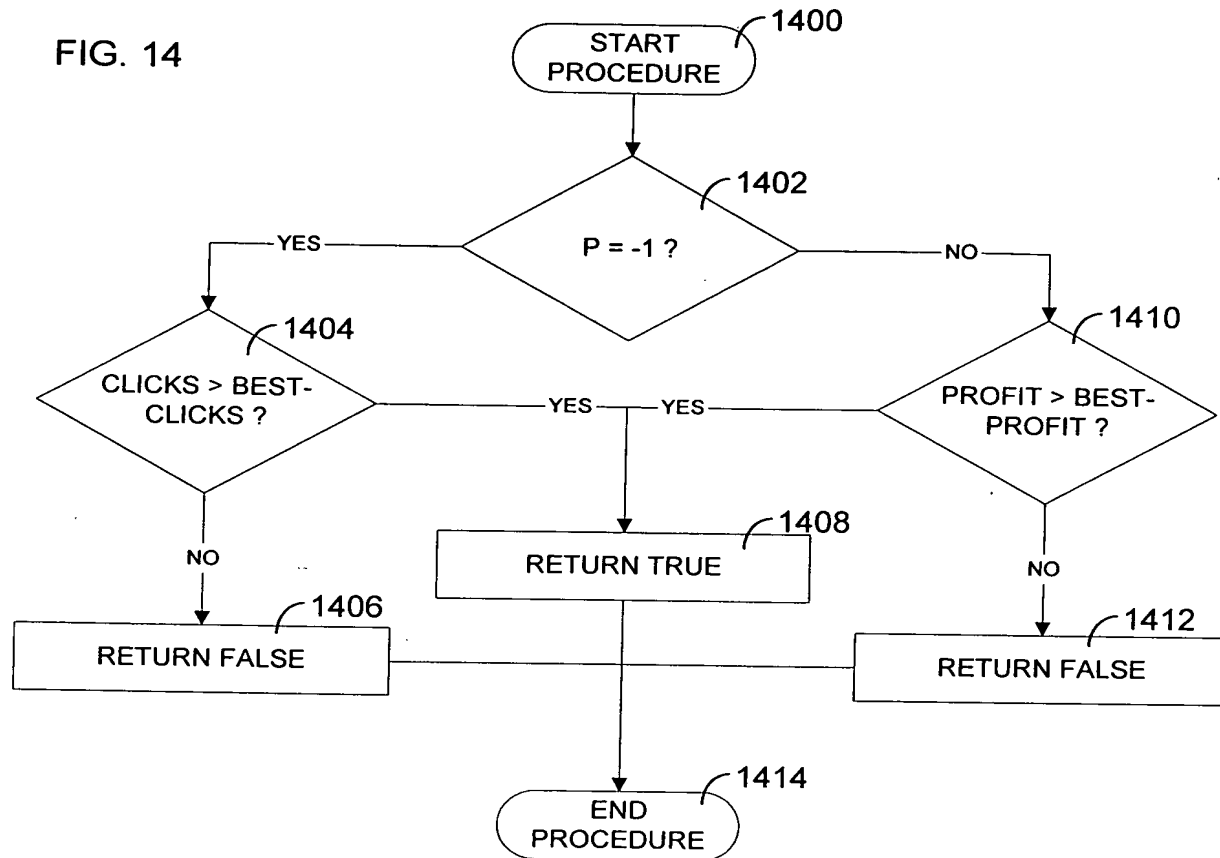 FIG. 14
1400
START
PROCEDURE
1402
P = -1 ?
YES
NO
1404
CLICKS > BEST-
CLICKS ?
1410
PROFIT > BEST-
PROFIT ?
YES
YES
NO
1408
RETURN TRUE
NO
1406
RETURN FALSE
1412
RETURN FALSE
1414
END
PROCEDURE